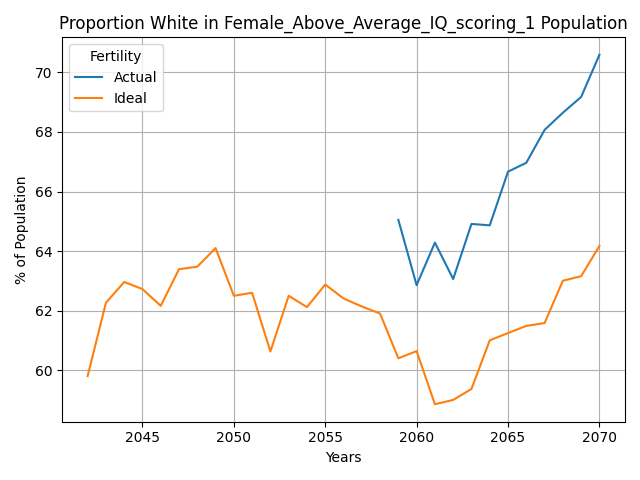 Proportion White in Female_Above_Average_IQ_scoring_1 Population
Fertility
Actual
Ideal
70
68
66
64
62
60
% of Population
2045 2050 2055 2060 2065 2070
Years